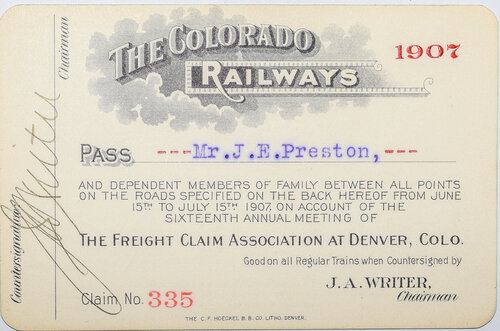 THE COLORADO
RAILWAYS
1907
PASS ---Mr.J.E.Preston,---
AND DEPENDENT MEMBERS OF FAMILY BETWEEN ALL POINTS
ON THE ROADS SPECIFIED ON THE BACK HEREOF FROM JUNE
15TH TO JULY 15TH 1907, ON ACCOUNT OF THE
SIXTEENTH ANNUAL MEETING OF
THE FREIGHT CLAIM ASSOCIATION AT DENVER, COLO.
Good on all Regular Trains when Countersigned by
J.A. WRITER,
Chairman
Claim No. 335
THE C. F. HOECKEL B. B. CO. LITHO. DENVER.
Countersigned J A Writer Chairman